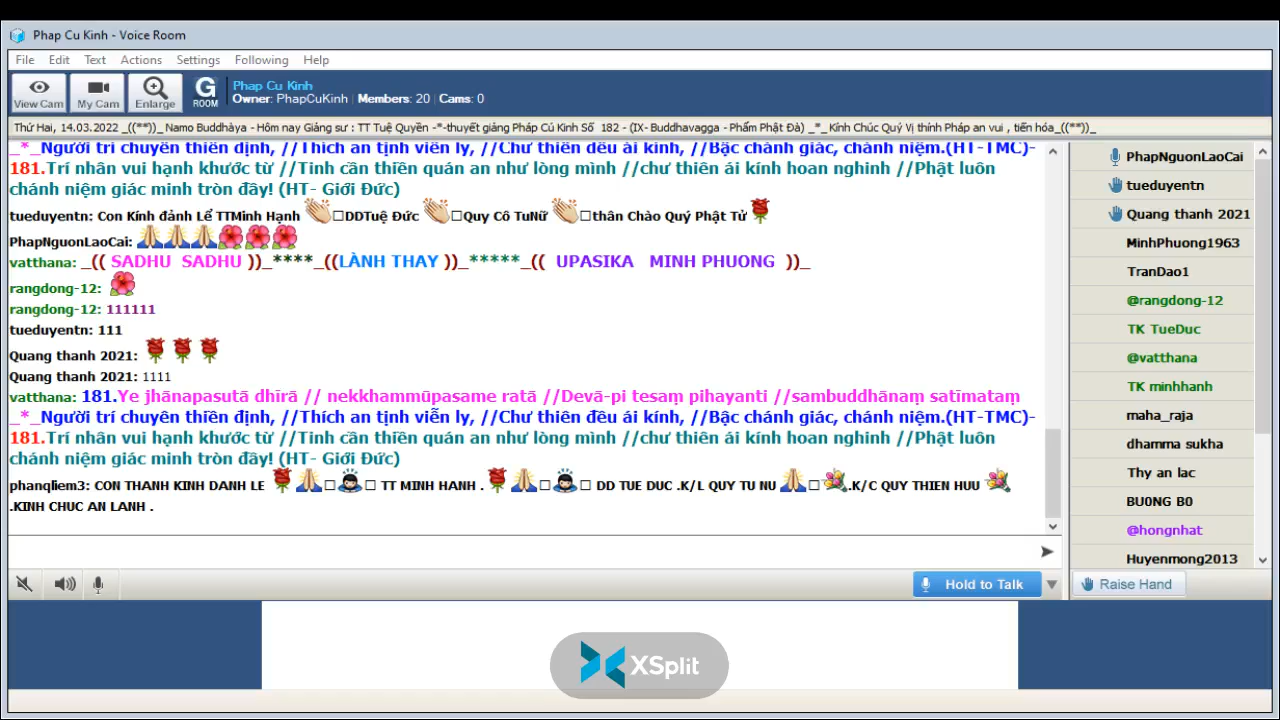 Phap Cu Kinh - Voice Room
File Edit Text Actions Settings Following Help
View Cam My Cam Enlarge G ROOM Phap Cu Kinh
Owner: PhapCuKinh Members: 20 Cams: 0
Thứ Hai, 14.03.2022 _((**))_ Namo Buddhàya - Hôm nay Giảng sư : TT Tuệ Quyền -*-thuyết giảng Pháp Cú Kinh Số 182 - (IX- Buddhavagga - Phẩm Phật Đà) _*_ Kính Chúc Quý Vị thính Pháp an vui , tiến hóa_((**))_
_*_Người trí chuyên thiền định, //Thích an tịnh viễn ly, //Chư thiên đều ái kính, //Bậc chánh giác, chánh niệm.(HT-TMC)-
181.Trí nhân vui hạnh khước từ //Tinh cần thiền quán an như lòng mình //chư thiên ái kính hoan nghinh //Phật luôn
chánh niệm giác minh tròn đầy! (HT- Giới Đức)
tueduyentn: Con Kính đảnh Lể TTMinh Hạnh DDTuệ Đức Quy Cô TuNữ thân Chào Quý Phật Tử
PhapNguonLaoCai:
vatthana: _(( SADHU SADHU ))_****_((LÀNH THAY ))_*****_(( UPASIKA MINH PHUONG ))_
rangdong-12:
rangdong-12: 111111
tueduyentn: 111
Quang thanh 2021:
Quang thanh 2021: 1111
vatthana: 181.Ye jhānapasutā dhīrā // nekkhammūpasame ratā //Devā-pi tesaṃ pihayanti //sambuddhānaṃ satīmataṃ
_*_Người trí chuyên thiền định, //Thích an tịnh viễn ly, //Chư thiên đều ái kính, //Bậc chánh giác, chánh niệm.(HT-TMC)-
181.Trí nhân vui hạnh khước từ //Tinh cần thiền quán an như lòng mình //chư thiên ái kính hoan nghinh //Phật luôn
chánh niệm giác minh tròn đầy! (HT- Giới Đức)
phanqliem3: CON THANH KINH DANH LE TT MINH HANH . DD TUE DUC .K/L QUY TU NU .K/C QUY THIEN HUU
.KINH CHUC AN LANH .
PhapNguonLaoCai
tueduyentn
Quang thanh 2021
MinhPhuong1963
TranDao1
@rangdong-12
TK TueDuc
@vatthana
TK minhhanh
maha_raja
dhamma sukha
Thy an lac
BU0NG B0
@hongnhat
Huyenmong2013
Hold to Talk
Raise Hand
XSplit